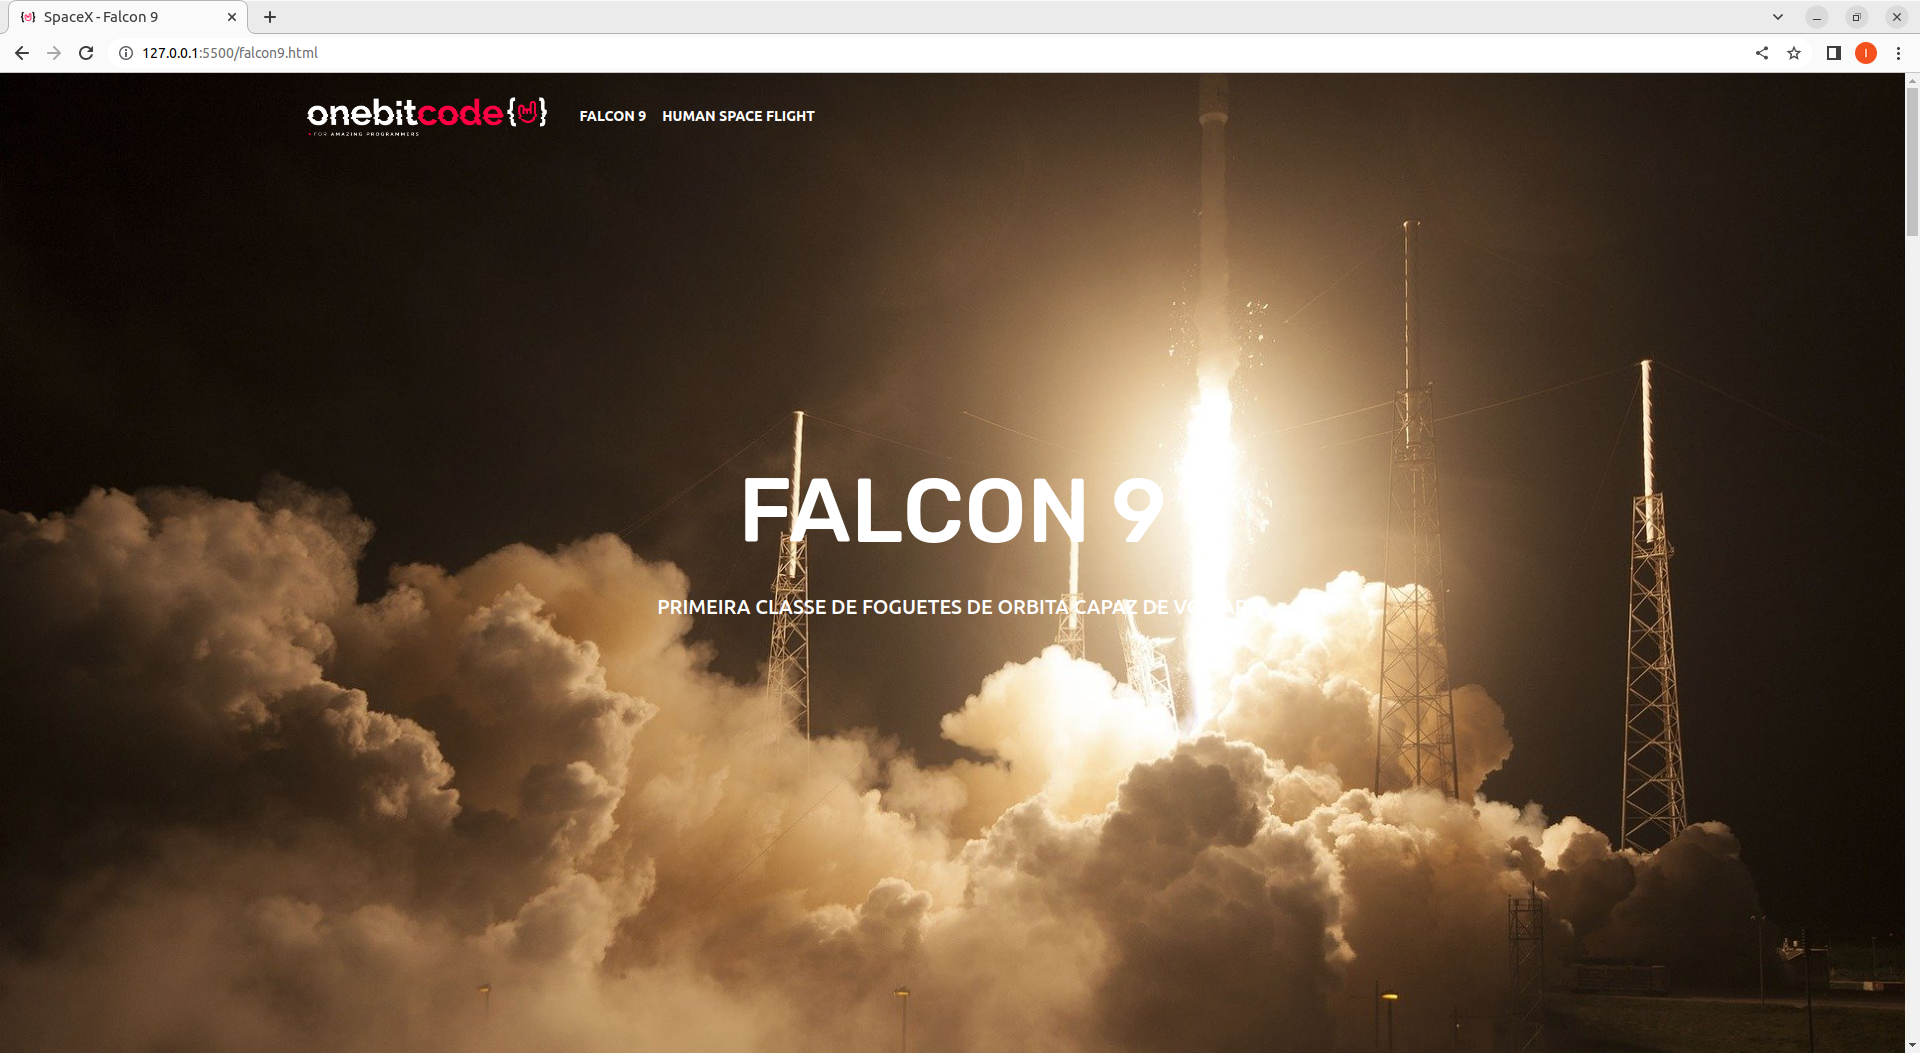 SpaceX - Falcon 9
127.0.0.1:5500/falcon9.html
I
onebitcode{ }
• FOR AMAZING PROGRAMMERS
FALCON 9
HUMAN SPACE FLIGHT
FALCON 9
PRIMEIRA CLASSE DE FOGUETES DE ORBITA CAPAZ DE